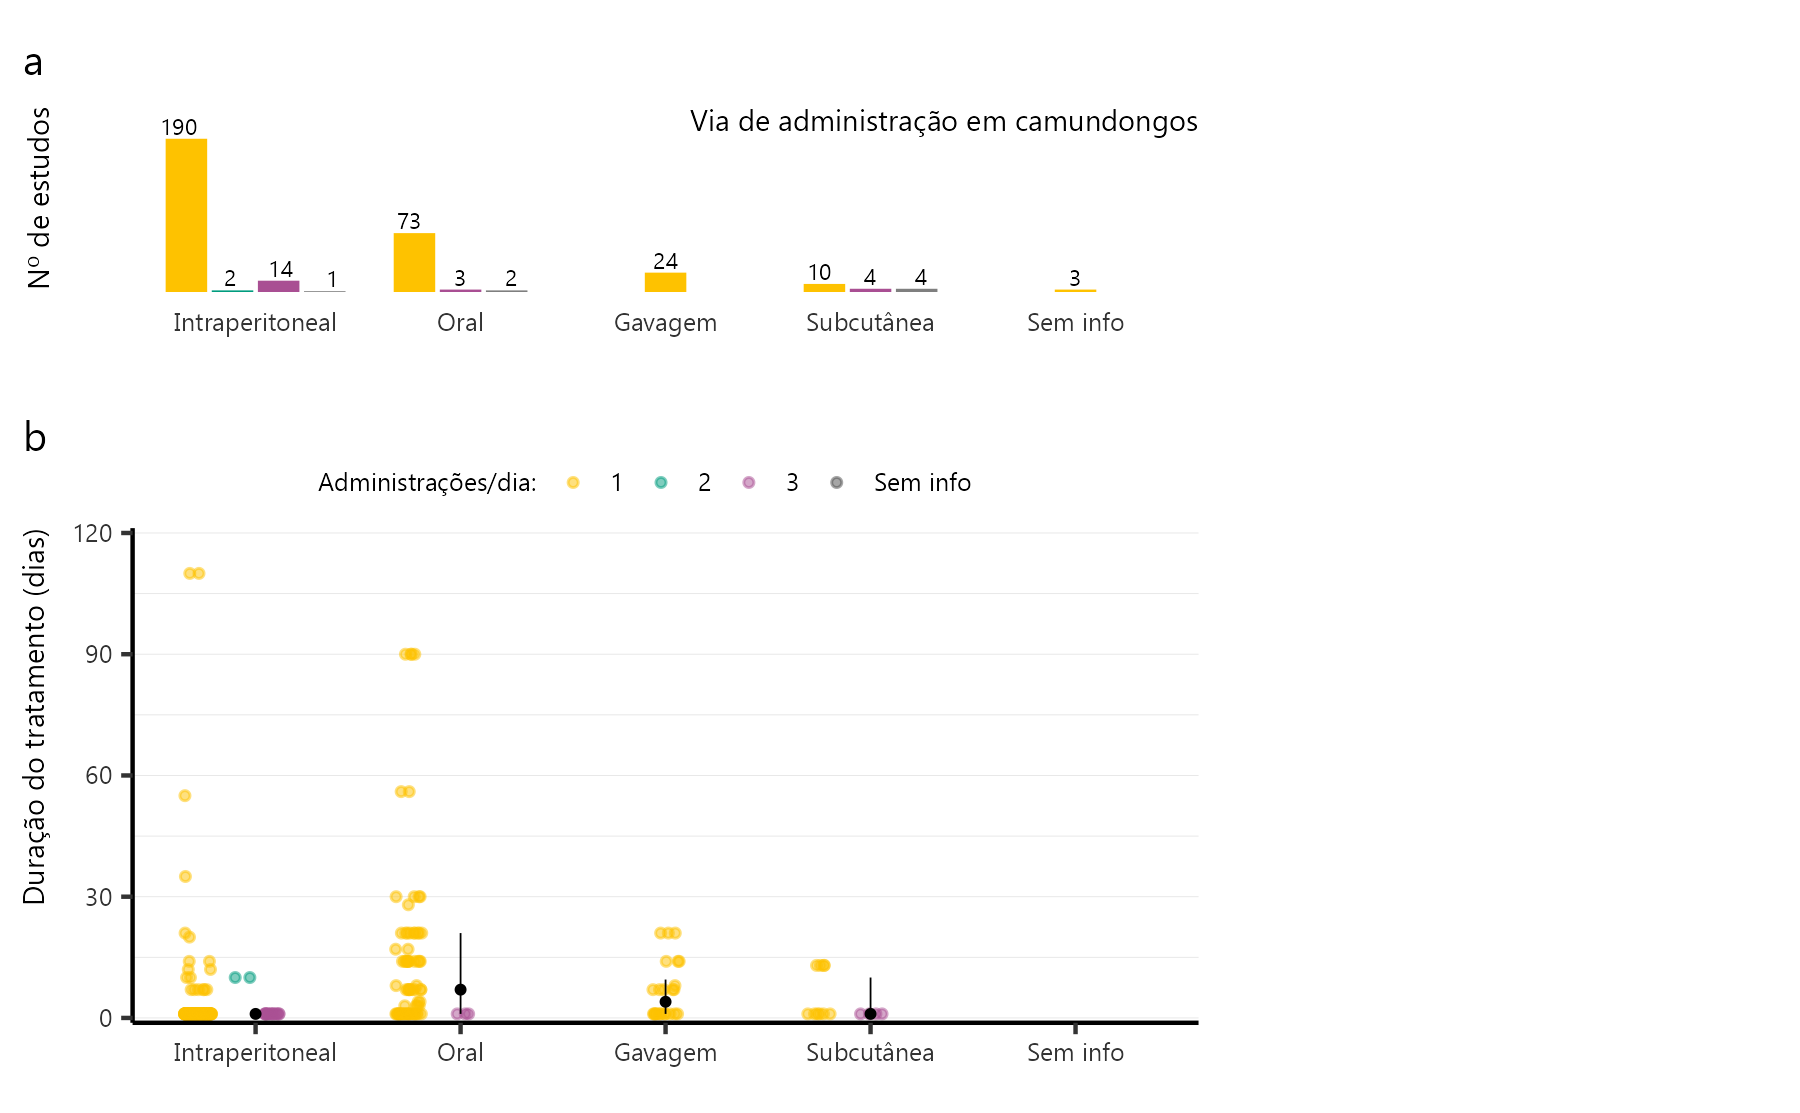 a
Via de administração em camundongos
Nº de estudos
190
2
14
1
73
3
2
24
10
4
4
3
Intraperitoneal
Oral
Gavagem
Subcutânea
Sem info
b
Administrações/dia:
1
2
3
Sem info
Duração do tratamento (dias)
120
90
60
30
0
Intraperitoneal
Oral
Gavagem
Subcutânea
Sem info